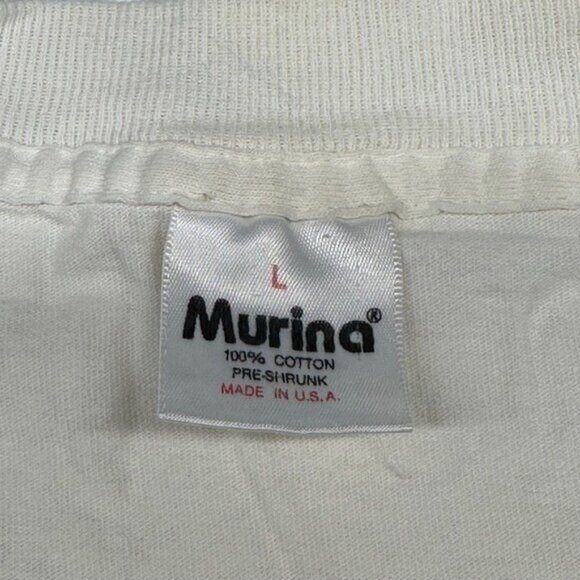 L
Murina®
100% COTTON
PRE-SHRUNK
MADE IN U.S.A.